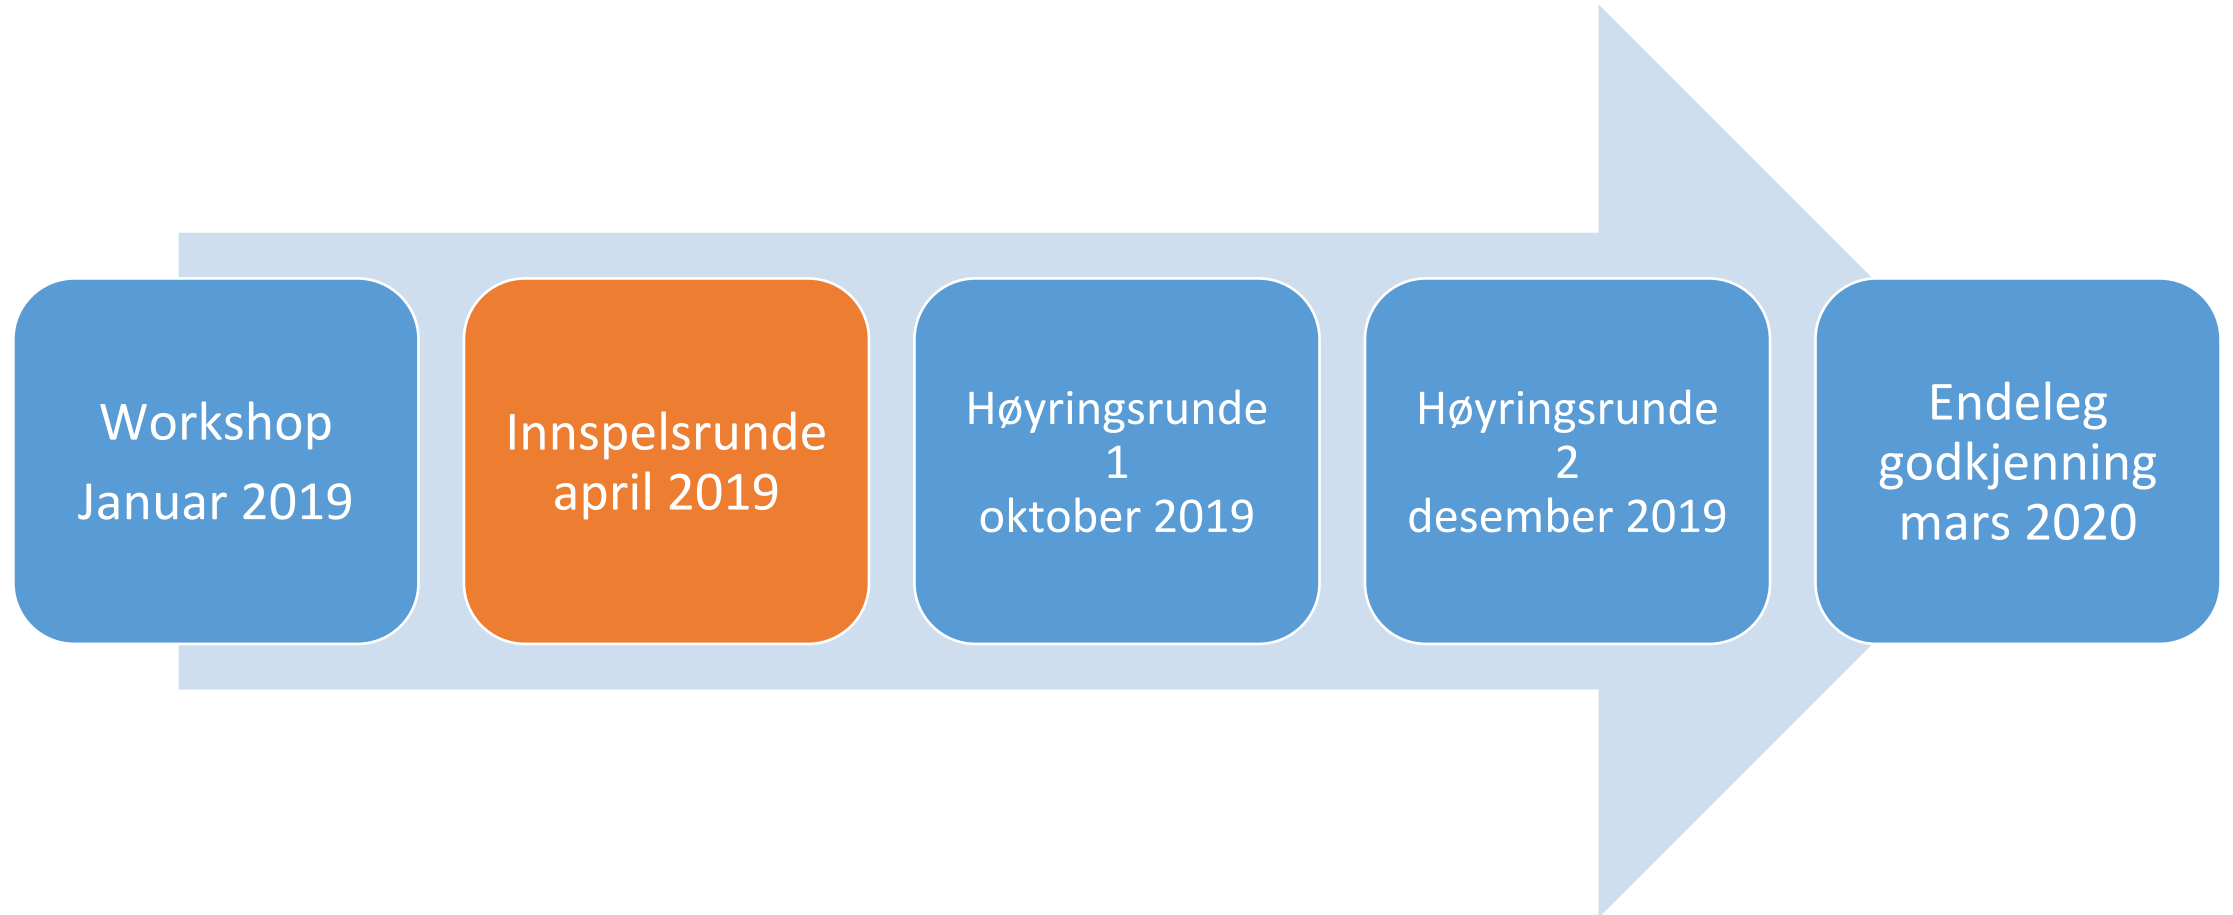 Workshop
Januar 2019
Innspelsrunde
april 2019
Høyringsrunde
1
oktober 2019
Høyringsrunde
2
desember 2019
Endeleg
godkjenning
mars 2020